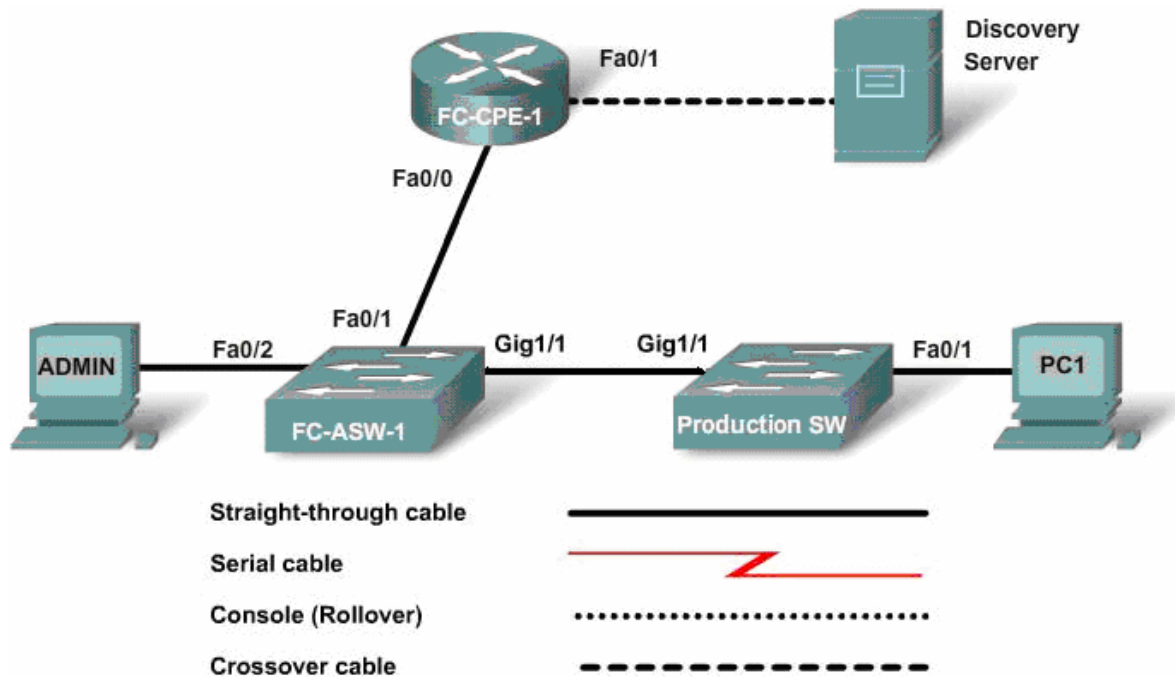 Discovery
Server
Fa0/1
FC-CPE-1
Fa0/0
Fa0/1
Fa0/2
Gig1/1
Gig1/1
Fa0/1
ADMIN
PC1
FC-ASW-1
Production SW
Straight-through cable
Serial cable
Console (Rollover)
Crossover cable